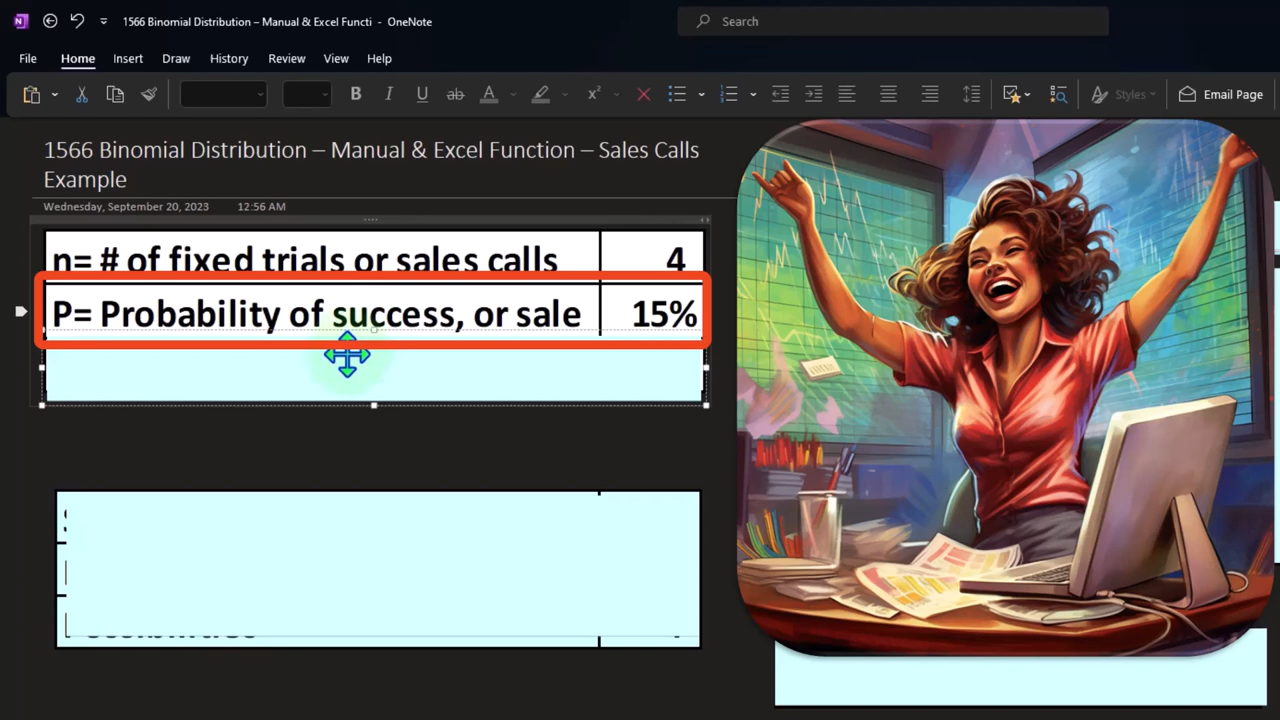 1566 Binomial Distribution – Manual & Excel Functi - OneNote
Search
File Home Insert Draw History Review View Help
B I U ab A x² A Styles Email Page
1566 Binomial Distribution – Manual & Excel Function – Sales Calls
Example
Wednesday, September 20, 2023 12:56 AM
n= # of fixed trials or sales calls 4
P= Probability of success, or sale 15%